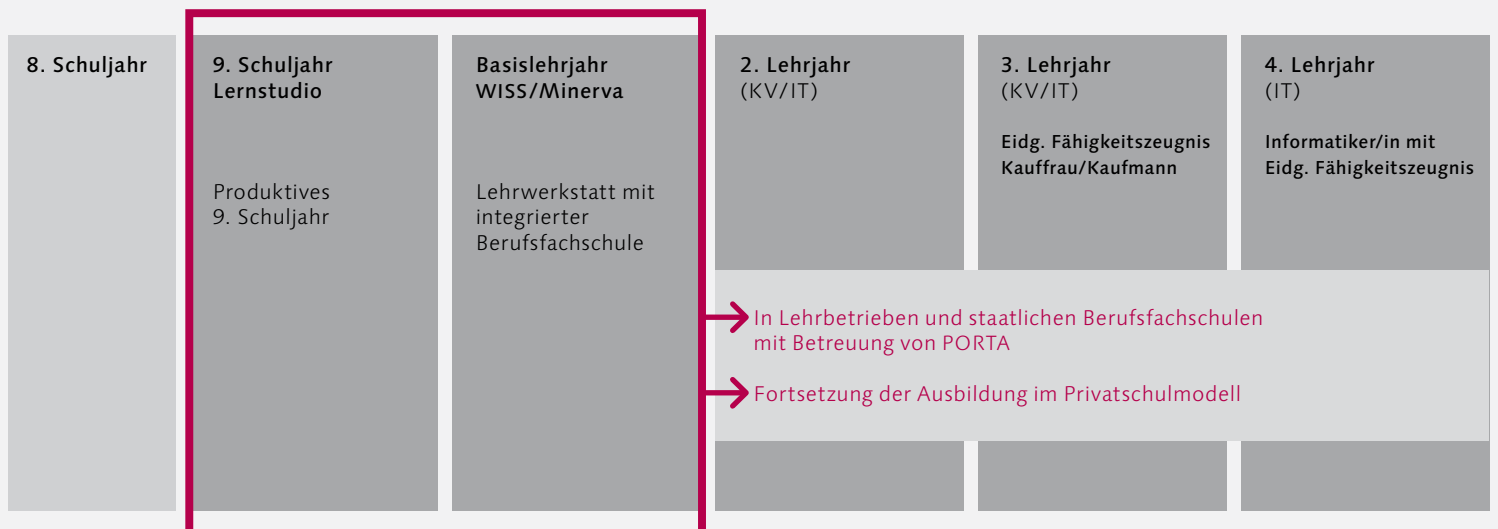 8. Schuljahr
9. Schuljahr
Lernstudio
Produktives
9. Schuljahr
Basislehrjahr
WISS/Minerva
Lehrwerkstatt mit
integrierter
Berufsfachschule
2. Lehrjahr
(KV/IT)
3. Lehrjahr
(KV/IT)
Eidg. Fähigkeitszeugnis
Kauffrau/Kaufmann
4. Lehrjahr
(IT)
Informatiker/in mit
Eidg. Fähigkeitszeugnis
In Lehrbetrieben und staatlichen Berufsfachschulen
mit Betreuung von PORTA
Fortsetzung der Ausbildung im Privatschulmodell